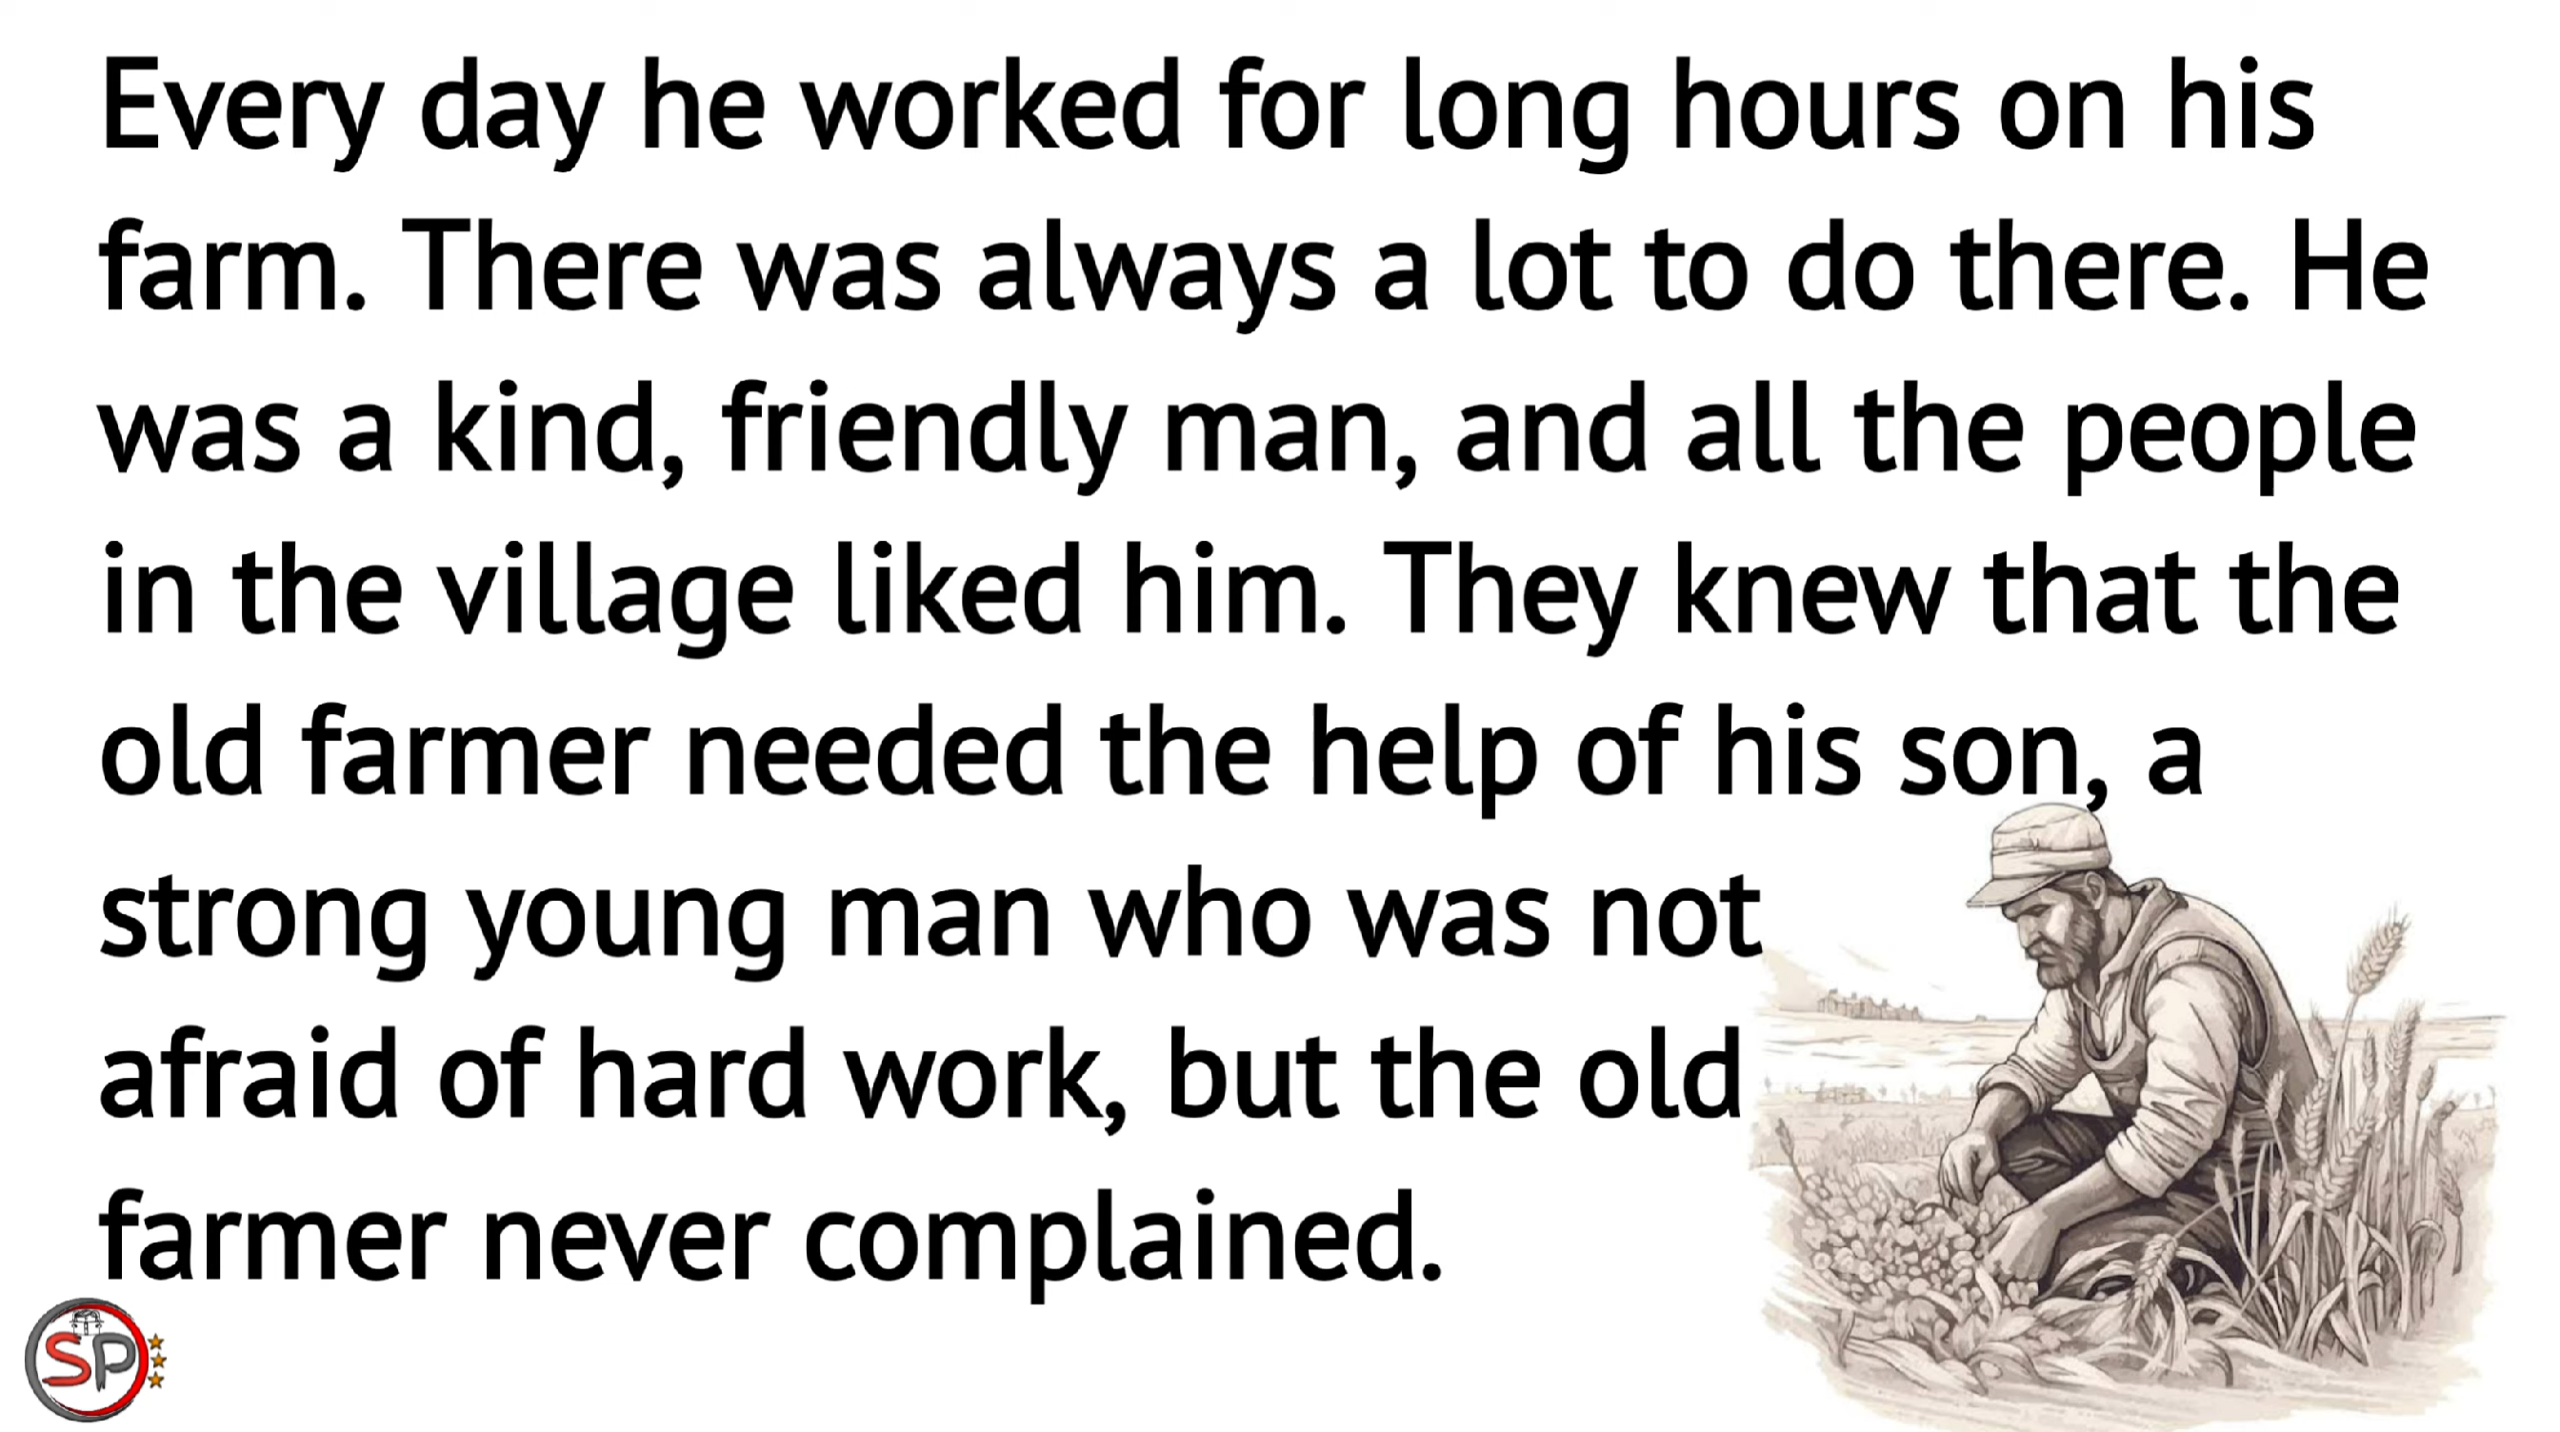 Every day he worked for long hours on his
farm. There was always a lot to do there. He
was a kind, friendly man, and all the people
in the village liked him. They knew that the
old farmer needed the help of his son, a
strong young man who was not
afraid of hard work, but the old
farmer never complained.
SP